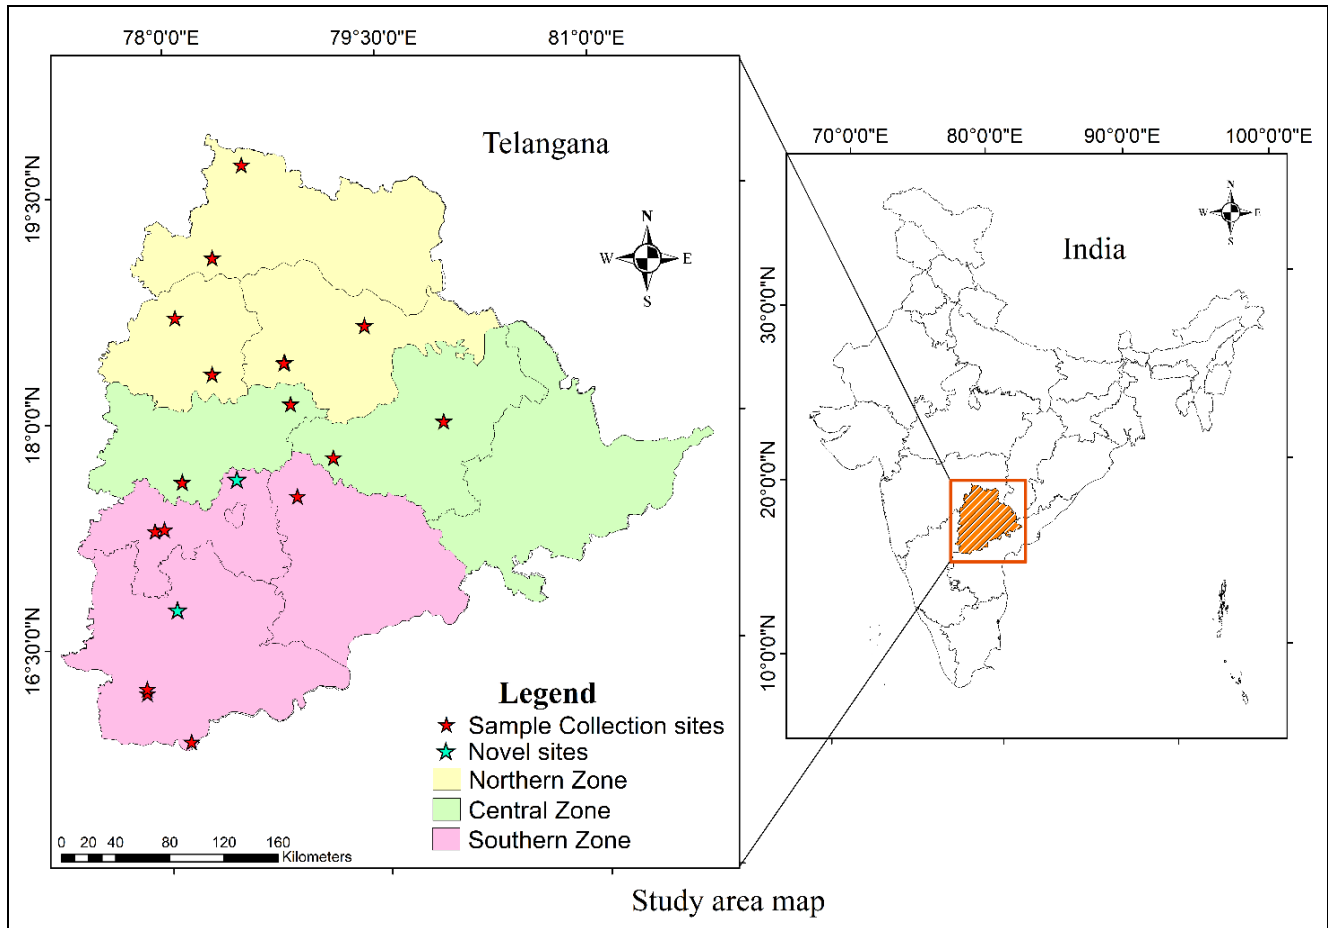 78°0'0"E 79°30'0"E 81°0'0"E
Telangana
19°30'0"N
18°0'0"N
16°30'0"N
N
W E
S
Legend
Sample Collection sites
Novel sites
Northern Zone
Central Zone
Southern Zone
0 20 40 80 120 160
Kilometers
70°0'0"E 80°0'0"E 90°0'0"E 100°0'0"E
India
N
W E
S
30°0'0"N
20°0'0"N
10°0'0"N
Study area map